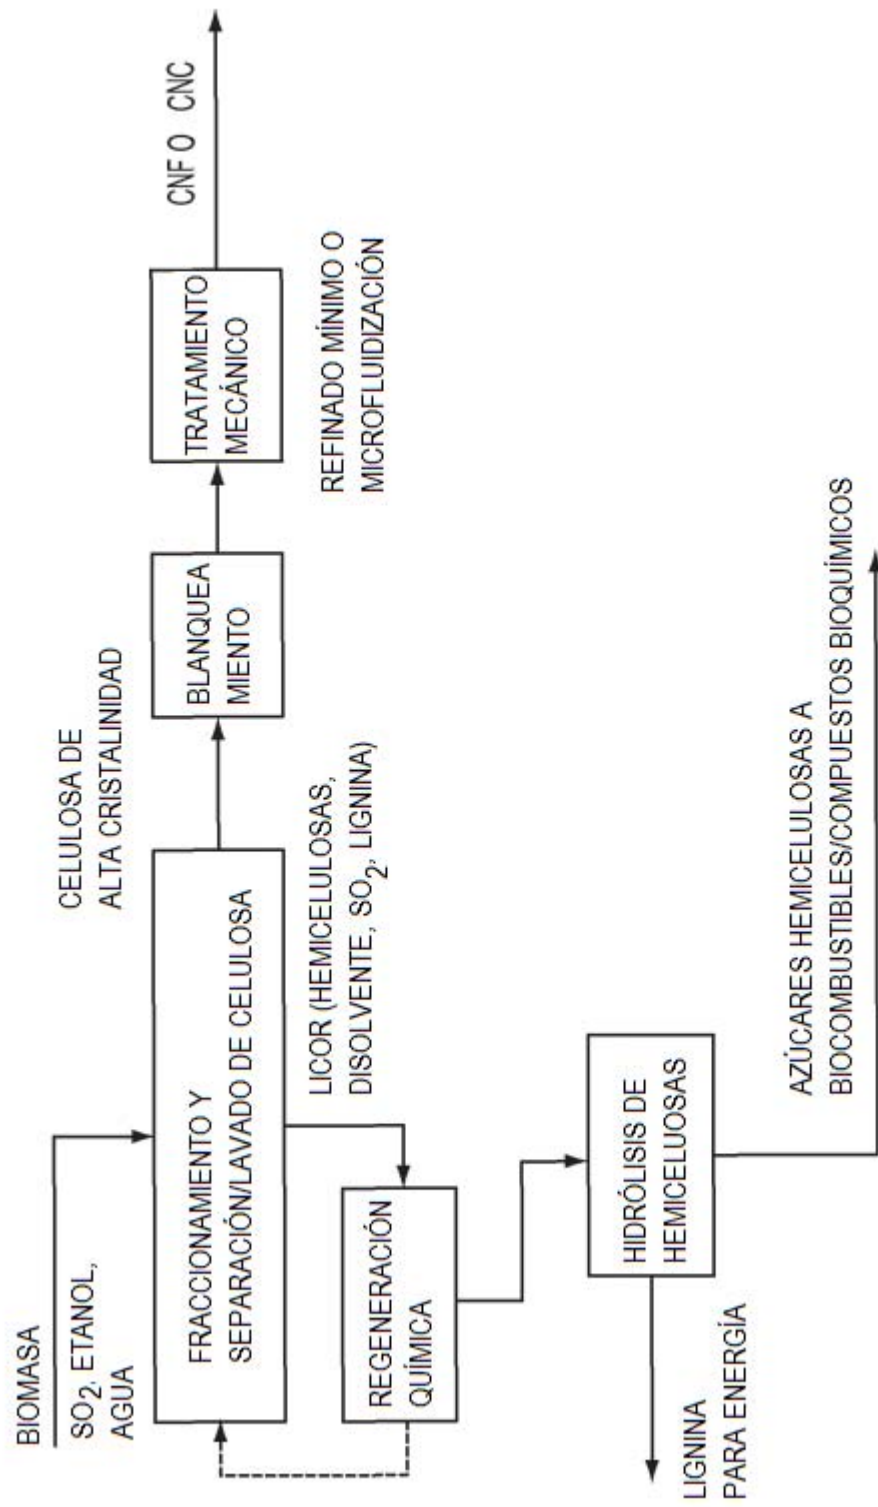 BIOMASA
SO2, ETANOL,
AGUA
FRACCIONAMIENTO Y
SEPARACIÓN/LAVADO DE CELULOSA
CELULOSA DE
ALTA CRISTALINIDAD
BLANQUEA
MIENTO
TRATAMIENTO
MECÁNICO
CNF O CNC
REFINADO MÍNIMO O
MICROFLUIDIZACIÓN
LICOR (HEMICELULOSAS,
DISOLVENTE, SO2, LIGNINA)
REGENERACIÓN
QUÍMICA
HIDRÓLISIS DE
HEMICELUOSAS
LIGNINA
PARA ENERGÍA
AZÚCARES HEMICELULOSAS A
BIOCOMBUSTIBLES/COMPUESTOS BIOQUÍMICOS